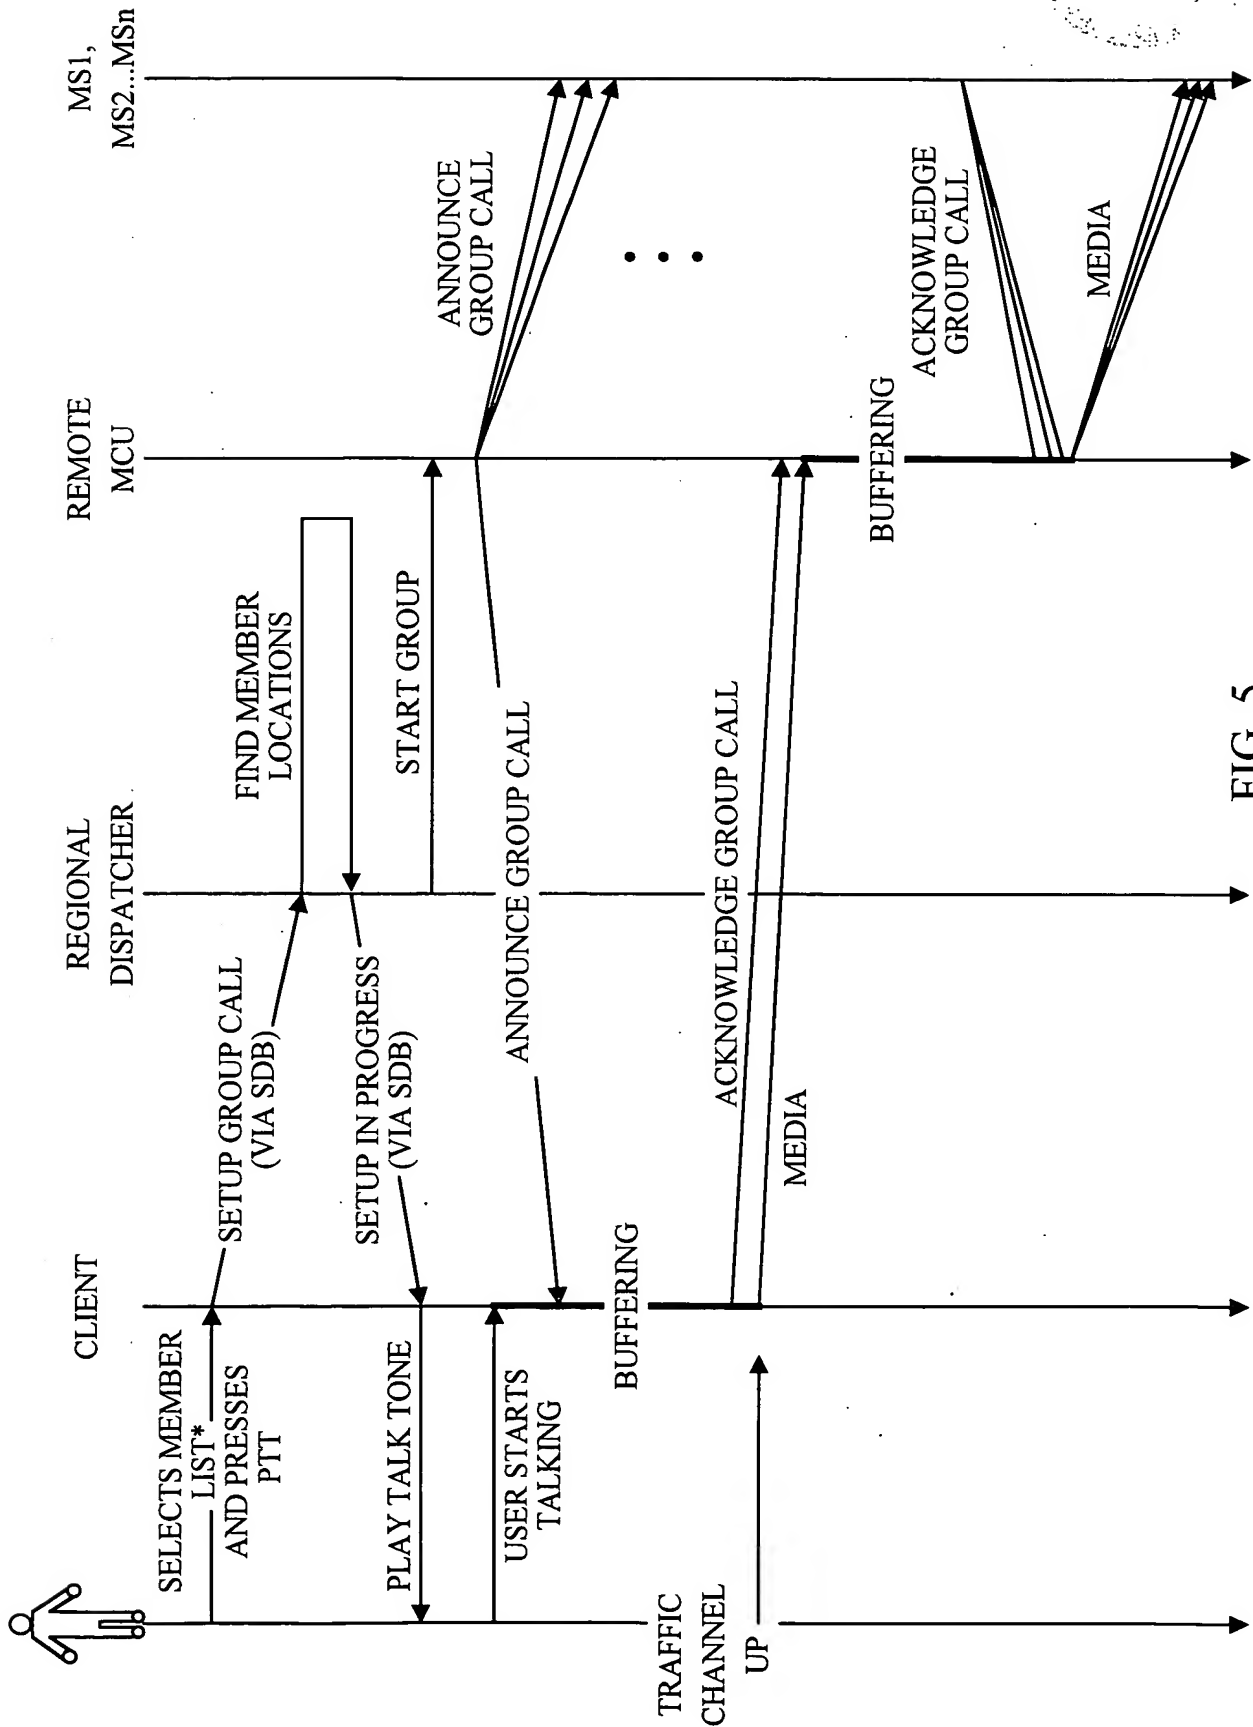 CLIENT
REGIONAL
DISPATCHER
REMOTE
MCU
MS1,
MS2...MSn
SELECTS MEMBER
LIST*
AND PRESSES
PTT
SETUP GROUP CALL
(VIA SDB)
FIND MEMBER
LOCATIONS
SETUP IN PROGRESS
(VIA SDB)
PLAY TALK TONE
START GROUP
ANNOUNCE
GROUP CALL
USER STARTS
TALKING
ANNOUNCE GROUP CALL
BUFFERING
TRAFFIC
CHANNEL
UP
ACKNOWLEDGE GROUP CALL
MEDIA
BUFFERING
ACKNOWLEDGE
GROUP CALL
MEDIA
FIG. 5